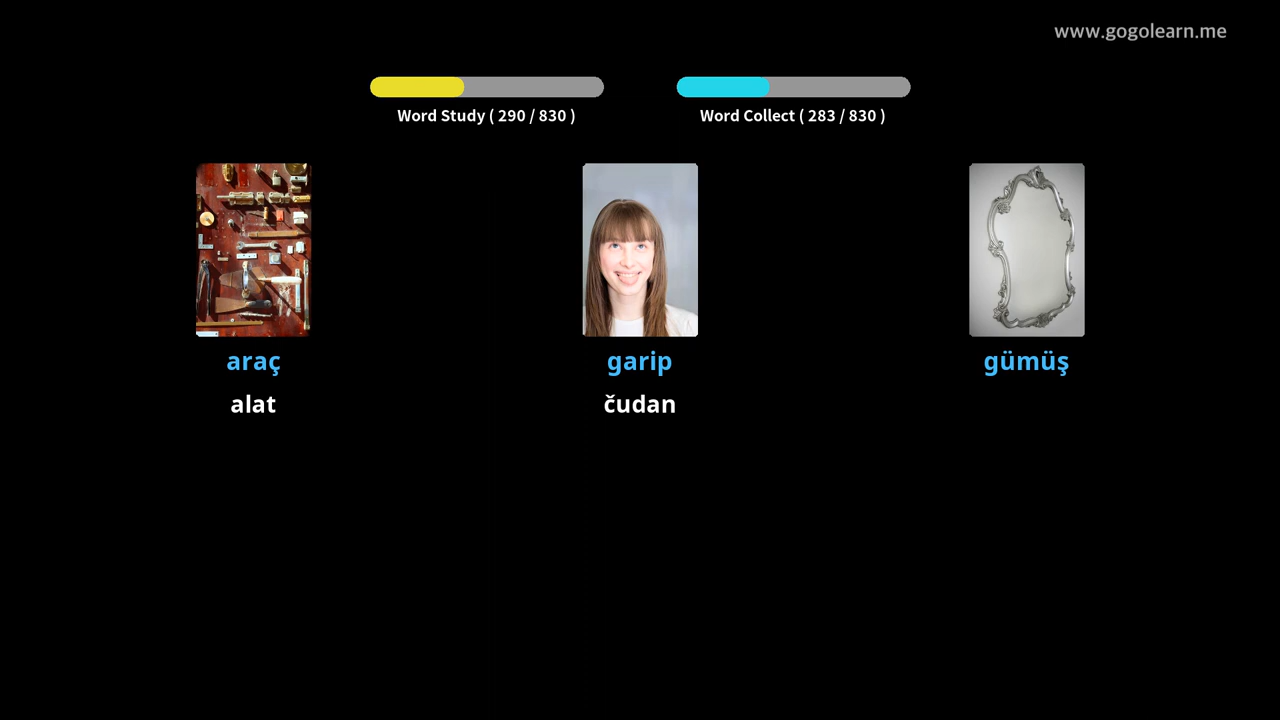 www.gogolearn.me
Word Study ( 290 / 830 )
Word Collect ( 283 / 830 )
araç
garip
gümüş
alat
čudan